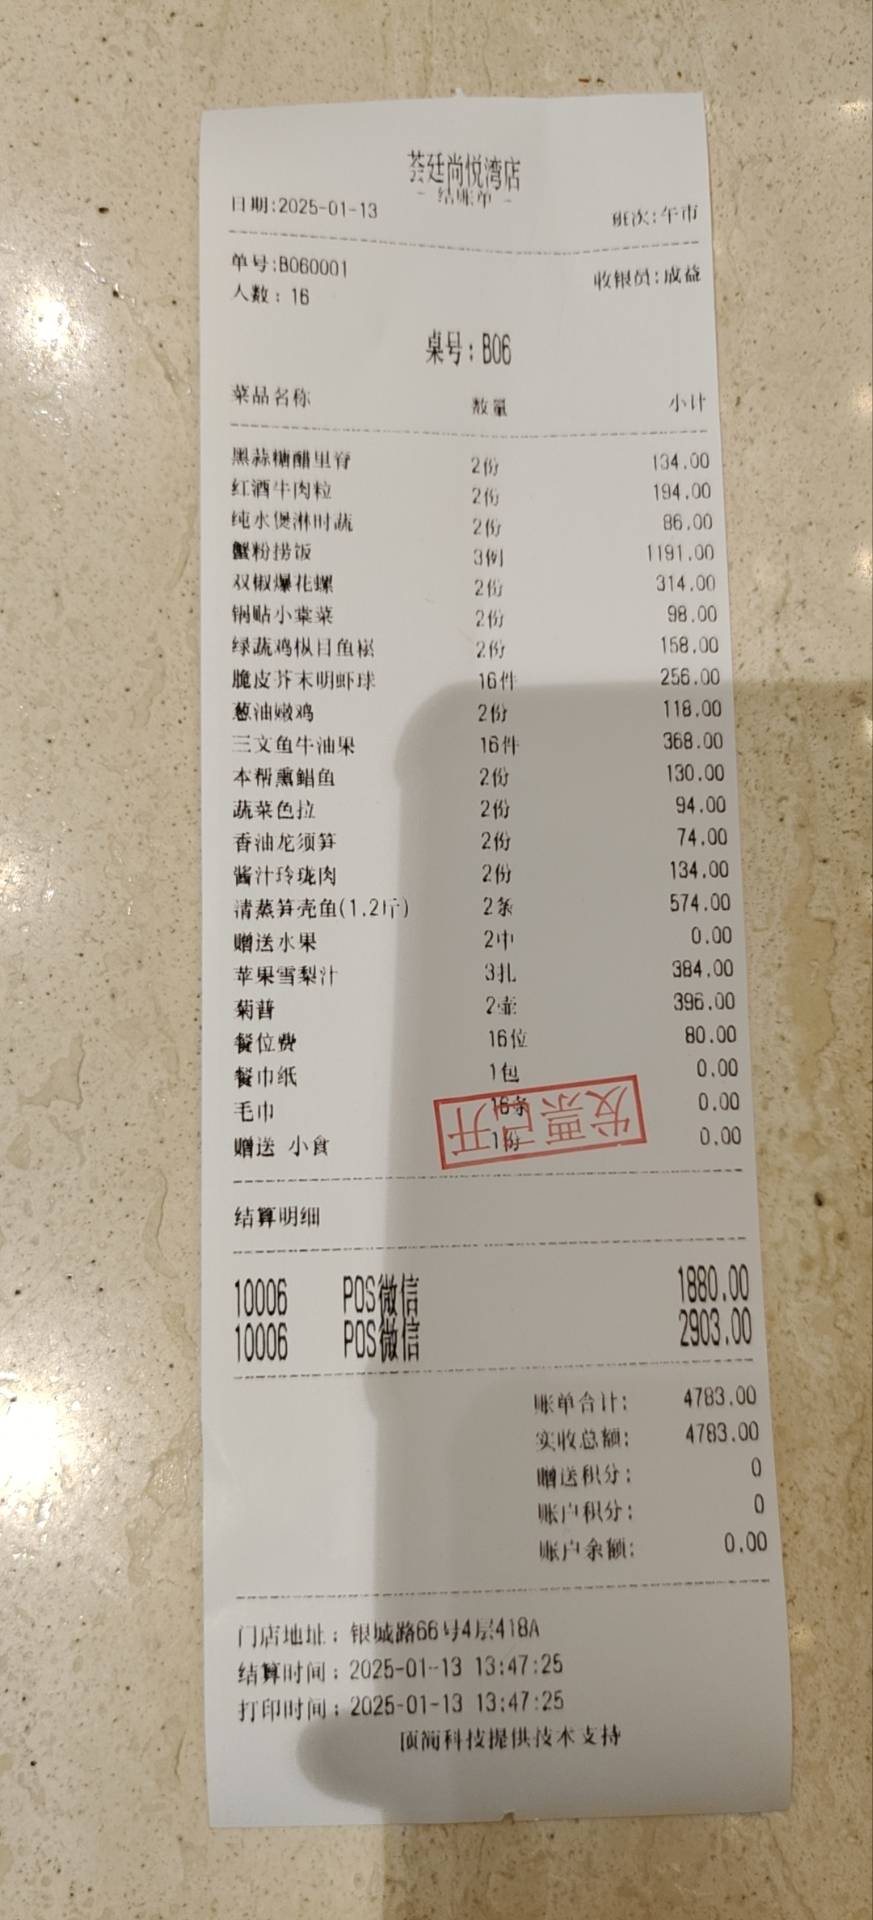 荟廷尚悦湾店
- 结账单 -
日期:2025-01-13 班次:午市
单号:B060001 收银员:成益
人数: 16
桌号: B06
菜品名称 数量 小计
黑蒜糖醋里脊 2份 134.00
红酒牛肉粒 2份 194.00
纯水煲淋时蔬 2份 86.00
蟹粉捞饭 3例 1191.00
双椒爆花螺 2份 314.00
锅贴小棠菜 2份 98.00
绿蔬鸡枞目鱼崧 2份 158.00
脆皮芥末明虾球 16件 256.00
葱油嫩鸡 2份 118.00
三文鱼牛油果 16件 368.00
本帮熏鲳鱼 2份 130.00
蔬菜色拉 2份 94.00
香油龙须笋 2份 74.00
酱汁玲珑肉 2份 134.00
清蒸笋壳鱼(1.2斤) 2条 574.00
赠送水果 2中 0.00
苹果雪梨汁 3扎 384.00
菊普 2壶 396.00
餐位费 16位 80.00
餐巾纸 1包 0.00
毛巾 16条 0.00
赠送 小食 1份 0.00
发票已开
结算明细
10006 POS微信 1880.00
10006 POS微信 2903.00
账单合计: 4783.00
实收总额: 4783.00
赠送积分: 0
账户积分: 0
账户余额: 0.00
门店地址: 银城路66号4层418A
结算时间: 2025-01-13 13:47:25
打印时间: 2025-01-13 13:47:25
顶简科技提供技术支持